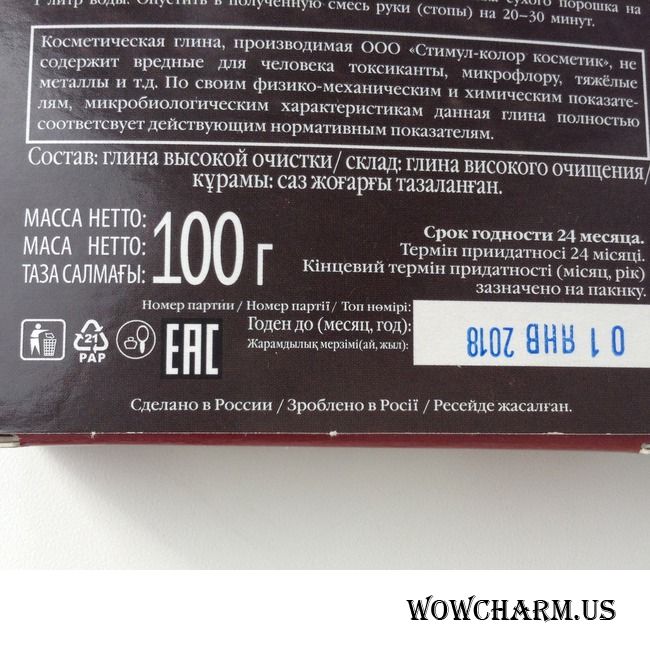 1 литр воды. Опустить в полученную смесь руки (стопы) на 20–30 минут.
Косметическая глина, производимая ООО «Стимул-колор косметик», не
содержит вредные для человека токсиканты, микрофлору, тяжёлые
металлы и т.д. По своим физико-механическим и химическим показате-
лям, микробиологическим характеристикам данная глина полностью
соответсвует действующим нормативным показателям.
Состав: глина высокой очистки/ склад: глина високого очищення/
құрамы: саз жоғарғы тазаланған.
МАССА НЕТТО:
МАСА НЕТТО:
ТАЗА САЛМАҒЫ:
100 г
Срок годности 24 месяца.
Термін приидатносі 24 місяці.
Кінцевий термін придатності (місяц, рік)
зазначено на пакнку.
Номер партии / Номер партії / Топ нөмірі:
Годен до (месяц, год):
Жарамдылық мерзімі(ай, жыл):
01 ЯНВ 2018
21
PAP
EAC
Сделано в России / Зроблено в Росії / Ресейде жасалған.
WOWCHARM.US